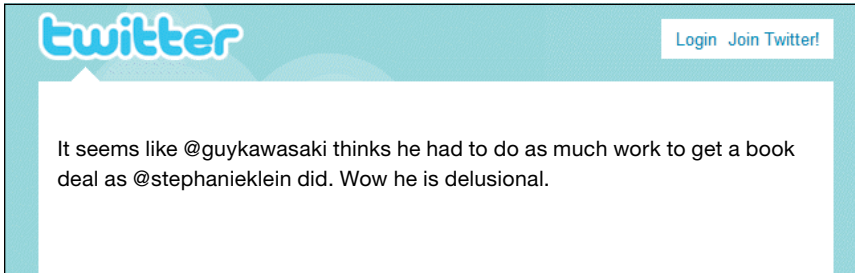 twitter
Login Join Twitter!
It seems like @guykawasaki thinks he had to do as much work to get a book
deal as @stephanieklein did. Wow he is delusional.